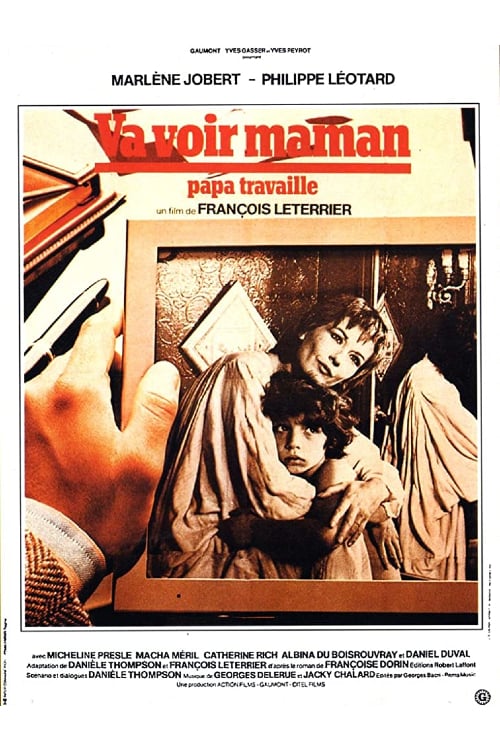 GAUMONT YVES GASSER et YVES PEYROT
présentent
MARLÈNE JOBERT - PHILIPPE LÉOTARD
Va voir maman
papa travaille
un film de FRANÇOIS LETERRIER
avec MICHELINE PRESLE MACHA MÉRIL CATHERINE RICH ALBINA DU BOISROUVRAY et DANIEL DUVAL
Adaptation de DANIÈLE THOMPSON et FRANÇOIS LETERRIER d'après le roman de FRANÇOISE DORIN Editions Robert Laffont
Scénario et dialogues DANIÈLE THOMPSON Musique de GEORGES DELERUE et JACKY CHALARD Edités par Georges Bacri - Pema Music
Une production ACTION FILMS - GAUMONT - CITEL FILMS
G